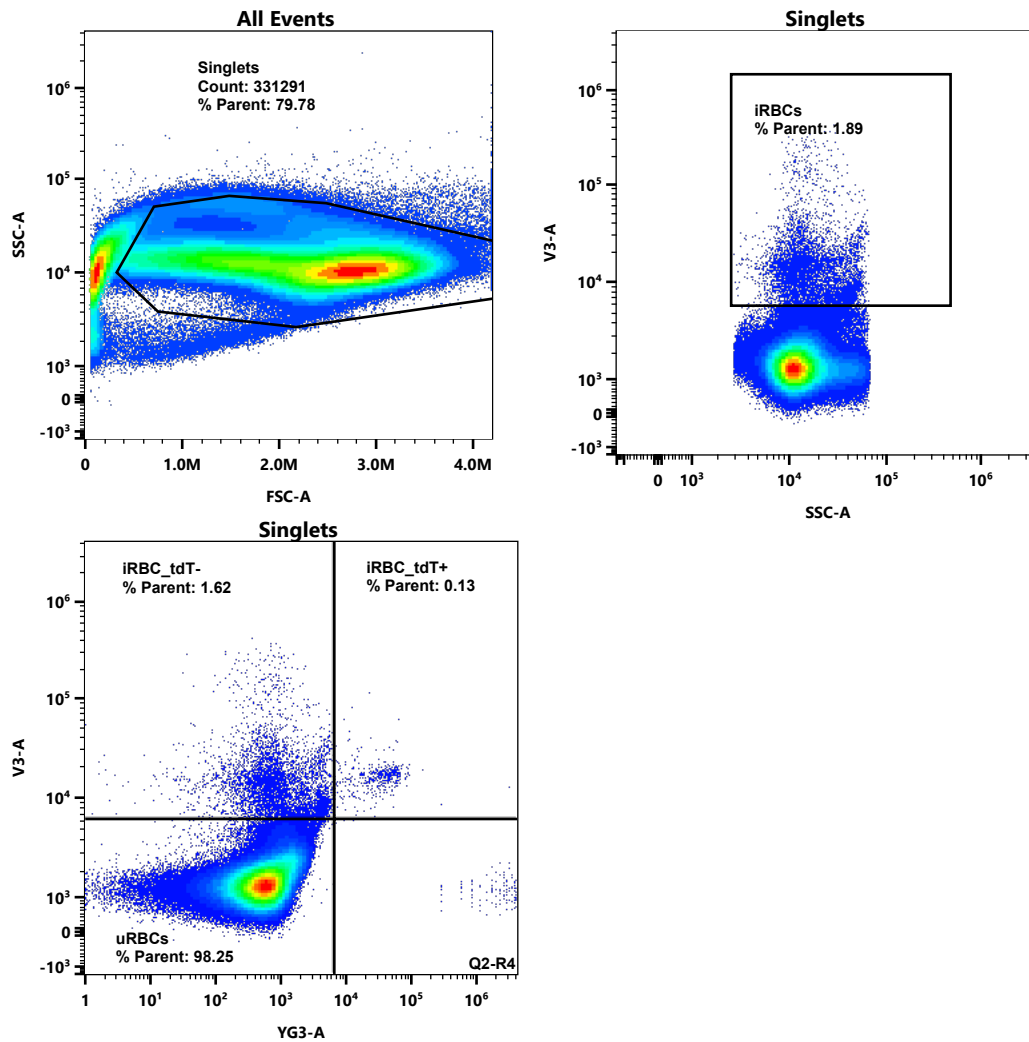 All Events
Singlets
Count: 331291
% Parent: 79.78
SSC-A
10⁶
10⁵
10⁴
10³
0
-10³
0
1.0M
2.0M
3.0M
4.0M
FSC-A
Singlets
iRBCs
% Parent: 1.89
V3-A
10⁶
10⁵
10⁴
10³
0
-10³
0
10³
10⁴
10⁵
10⁶
SSC-A
Singlets
iRBC_tdT-
% Parent: 1.62
iRBC_tdT+
% Parent: 0.13
V3-A
10⁶
10⁵
10⁴
10³
0
-10³
uRBCs
% Parent: 98.25
Q2-R4
1
10¹
10²
10³
10⁴
10⁵
10⁶
YG3-A